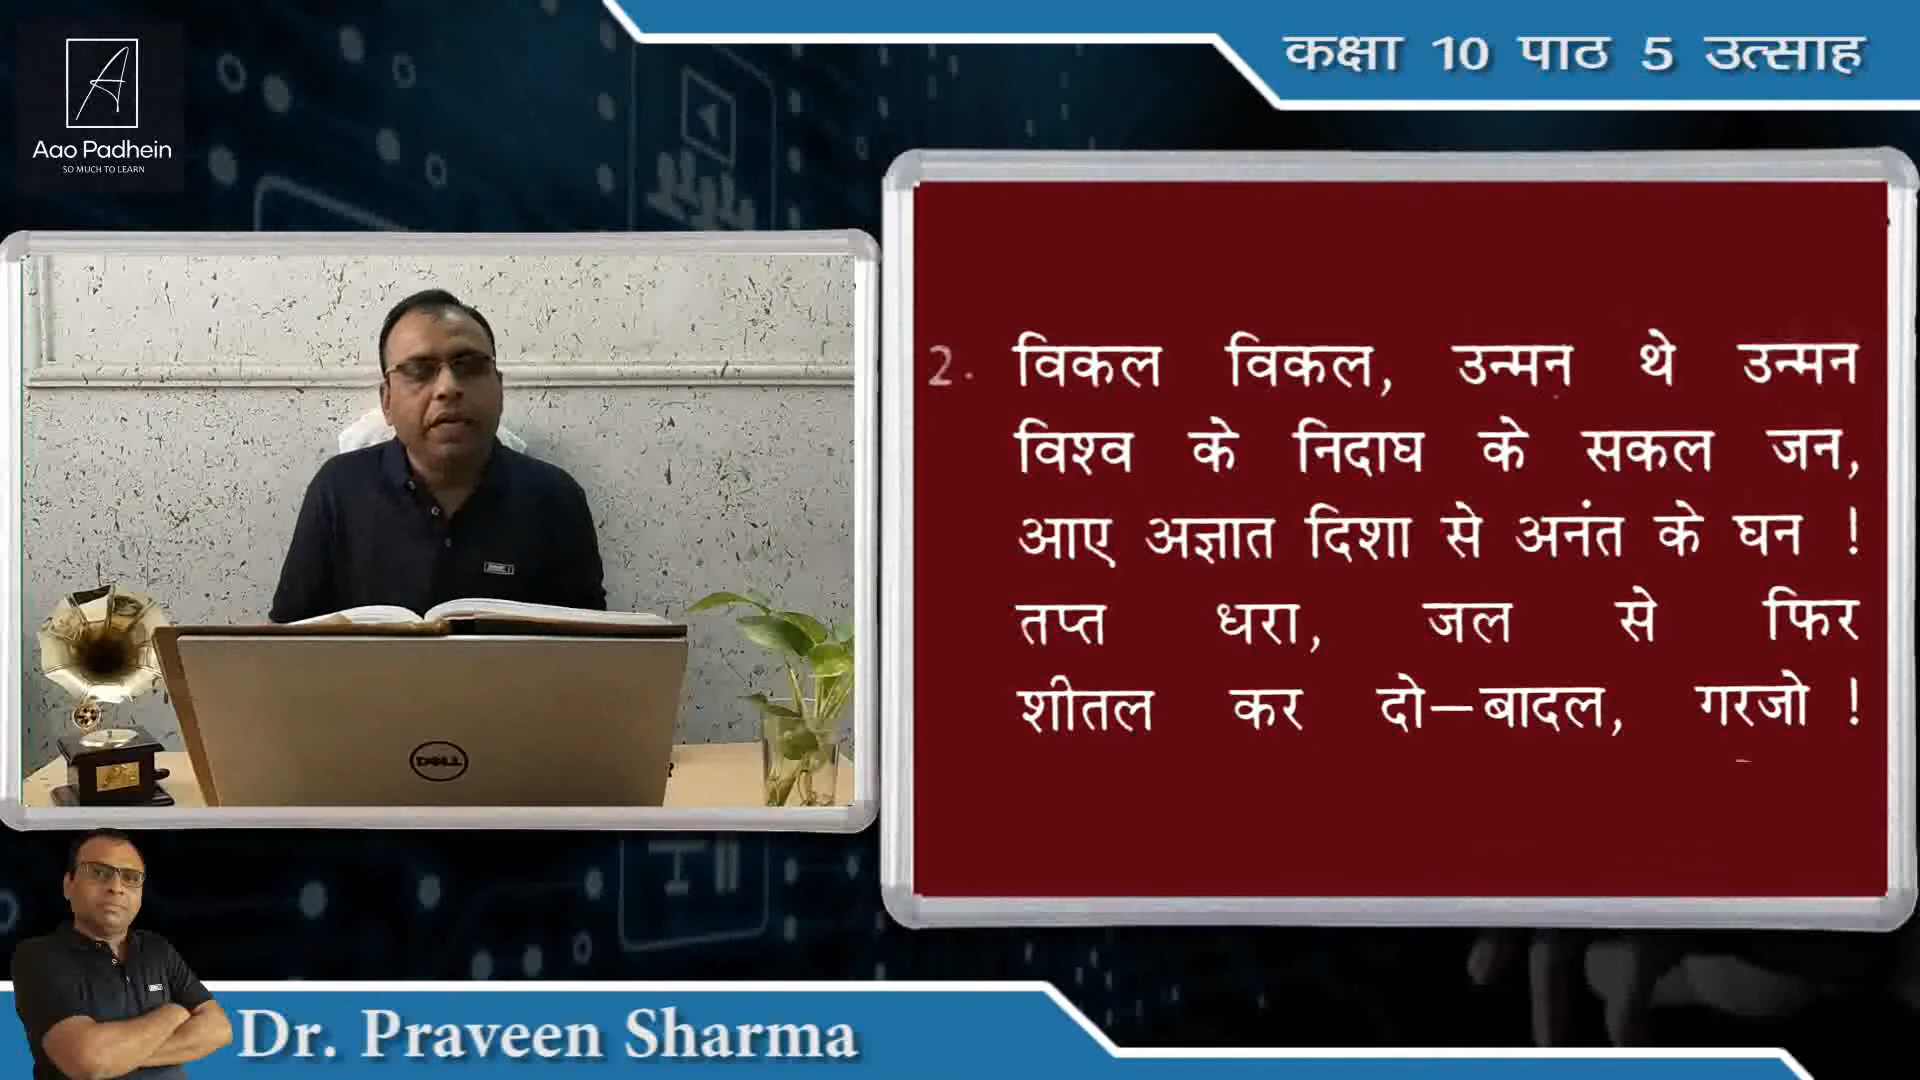 Aao Padhein
SO MUCH TO LEARN
कक्षा 10 पाठ 5 उत्साह
2. विकल विकल, उन्मन थे उन्मन
विश्व के निदाघ के सकल जन,
आए अज्ञात दिशा से अनंत के घन !
तप्त धरा, जल से फिर
शीतल कर दो–बादल, गरजो !
DELL
Dr. Praveen Sharma